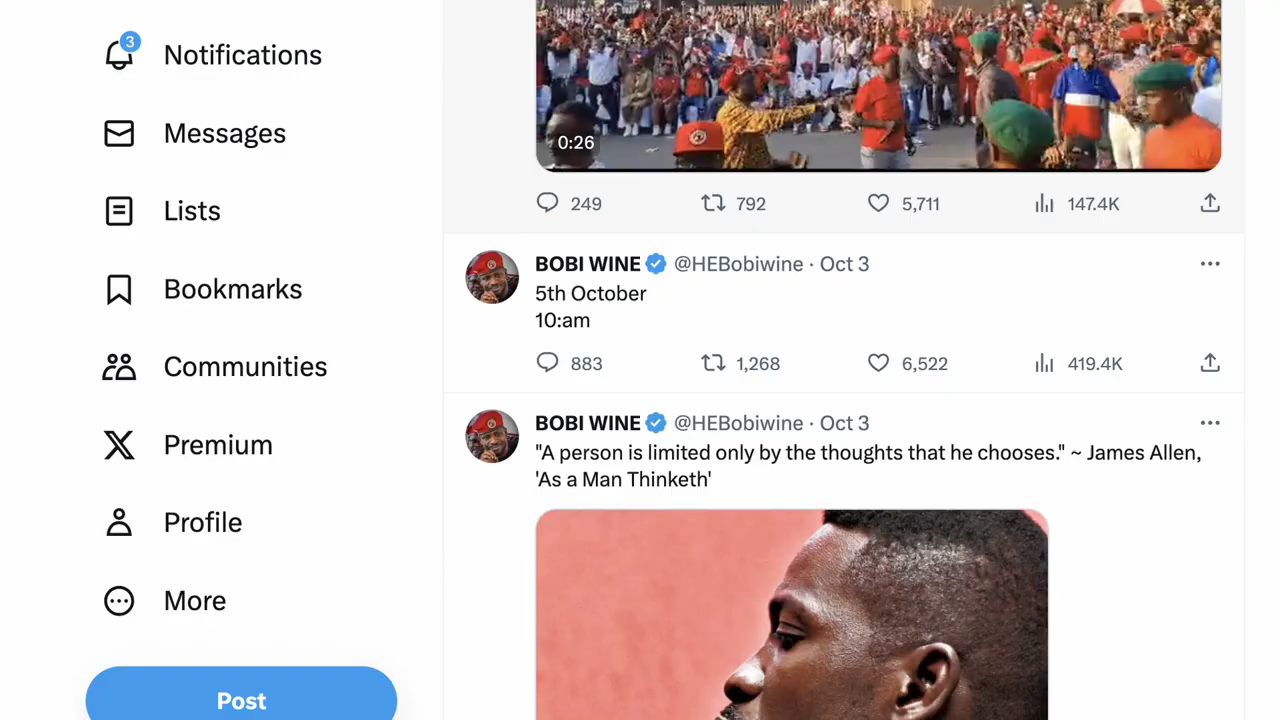 3
Notifications
Messages
Lists
Bookmarks
Communities
Premium
Profile
More
Post
0:26
249 792 5,711 147.4K
BOBI WINE @HEBobiwine · Oct 3
5th October
10:am
883 1,268 6,522 419.4K
BOBI WINE @HEBobiwine · Oct 3
"A person is limited only by the thoughts that he chooses." ~ James Allen,
'As a Man Thinketh'